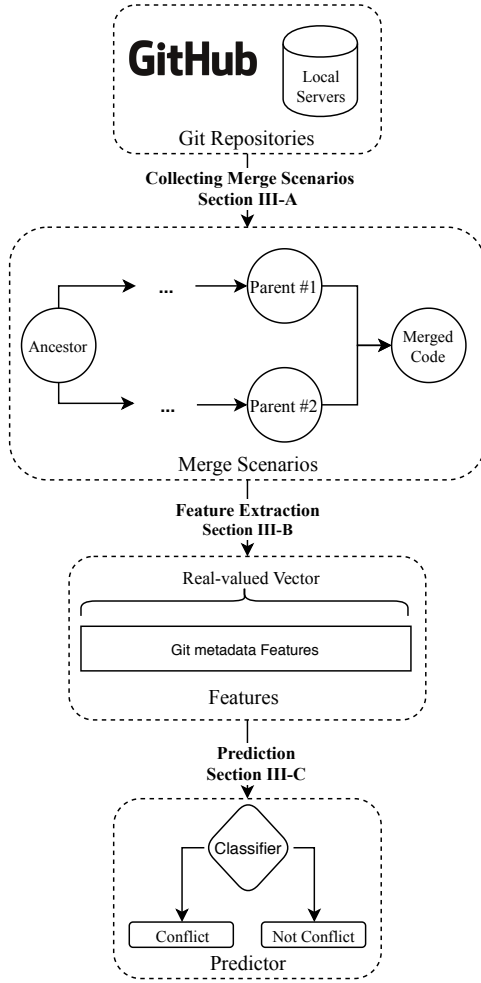 GitHub
Local
Servers
Git Repositories
Collecting Merge Scenarios
Section III-A
...
Parent #1
Ancestor
Merged
Code
...
Parent #2
Merge Scenarios
Feature Extraction
Section III-B
Real-valued Vector
Git metadata Features
Features
Prediction
Section III-C
Classifier
Conflict
Not Conflict
Predictor